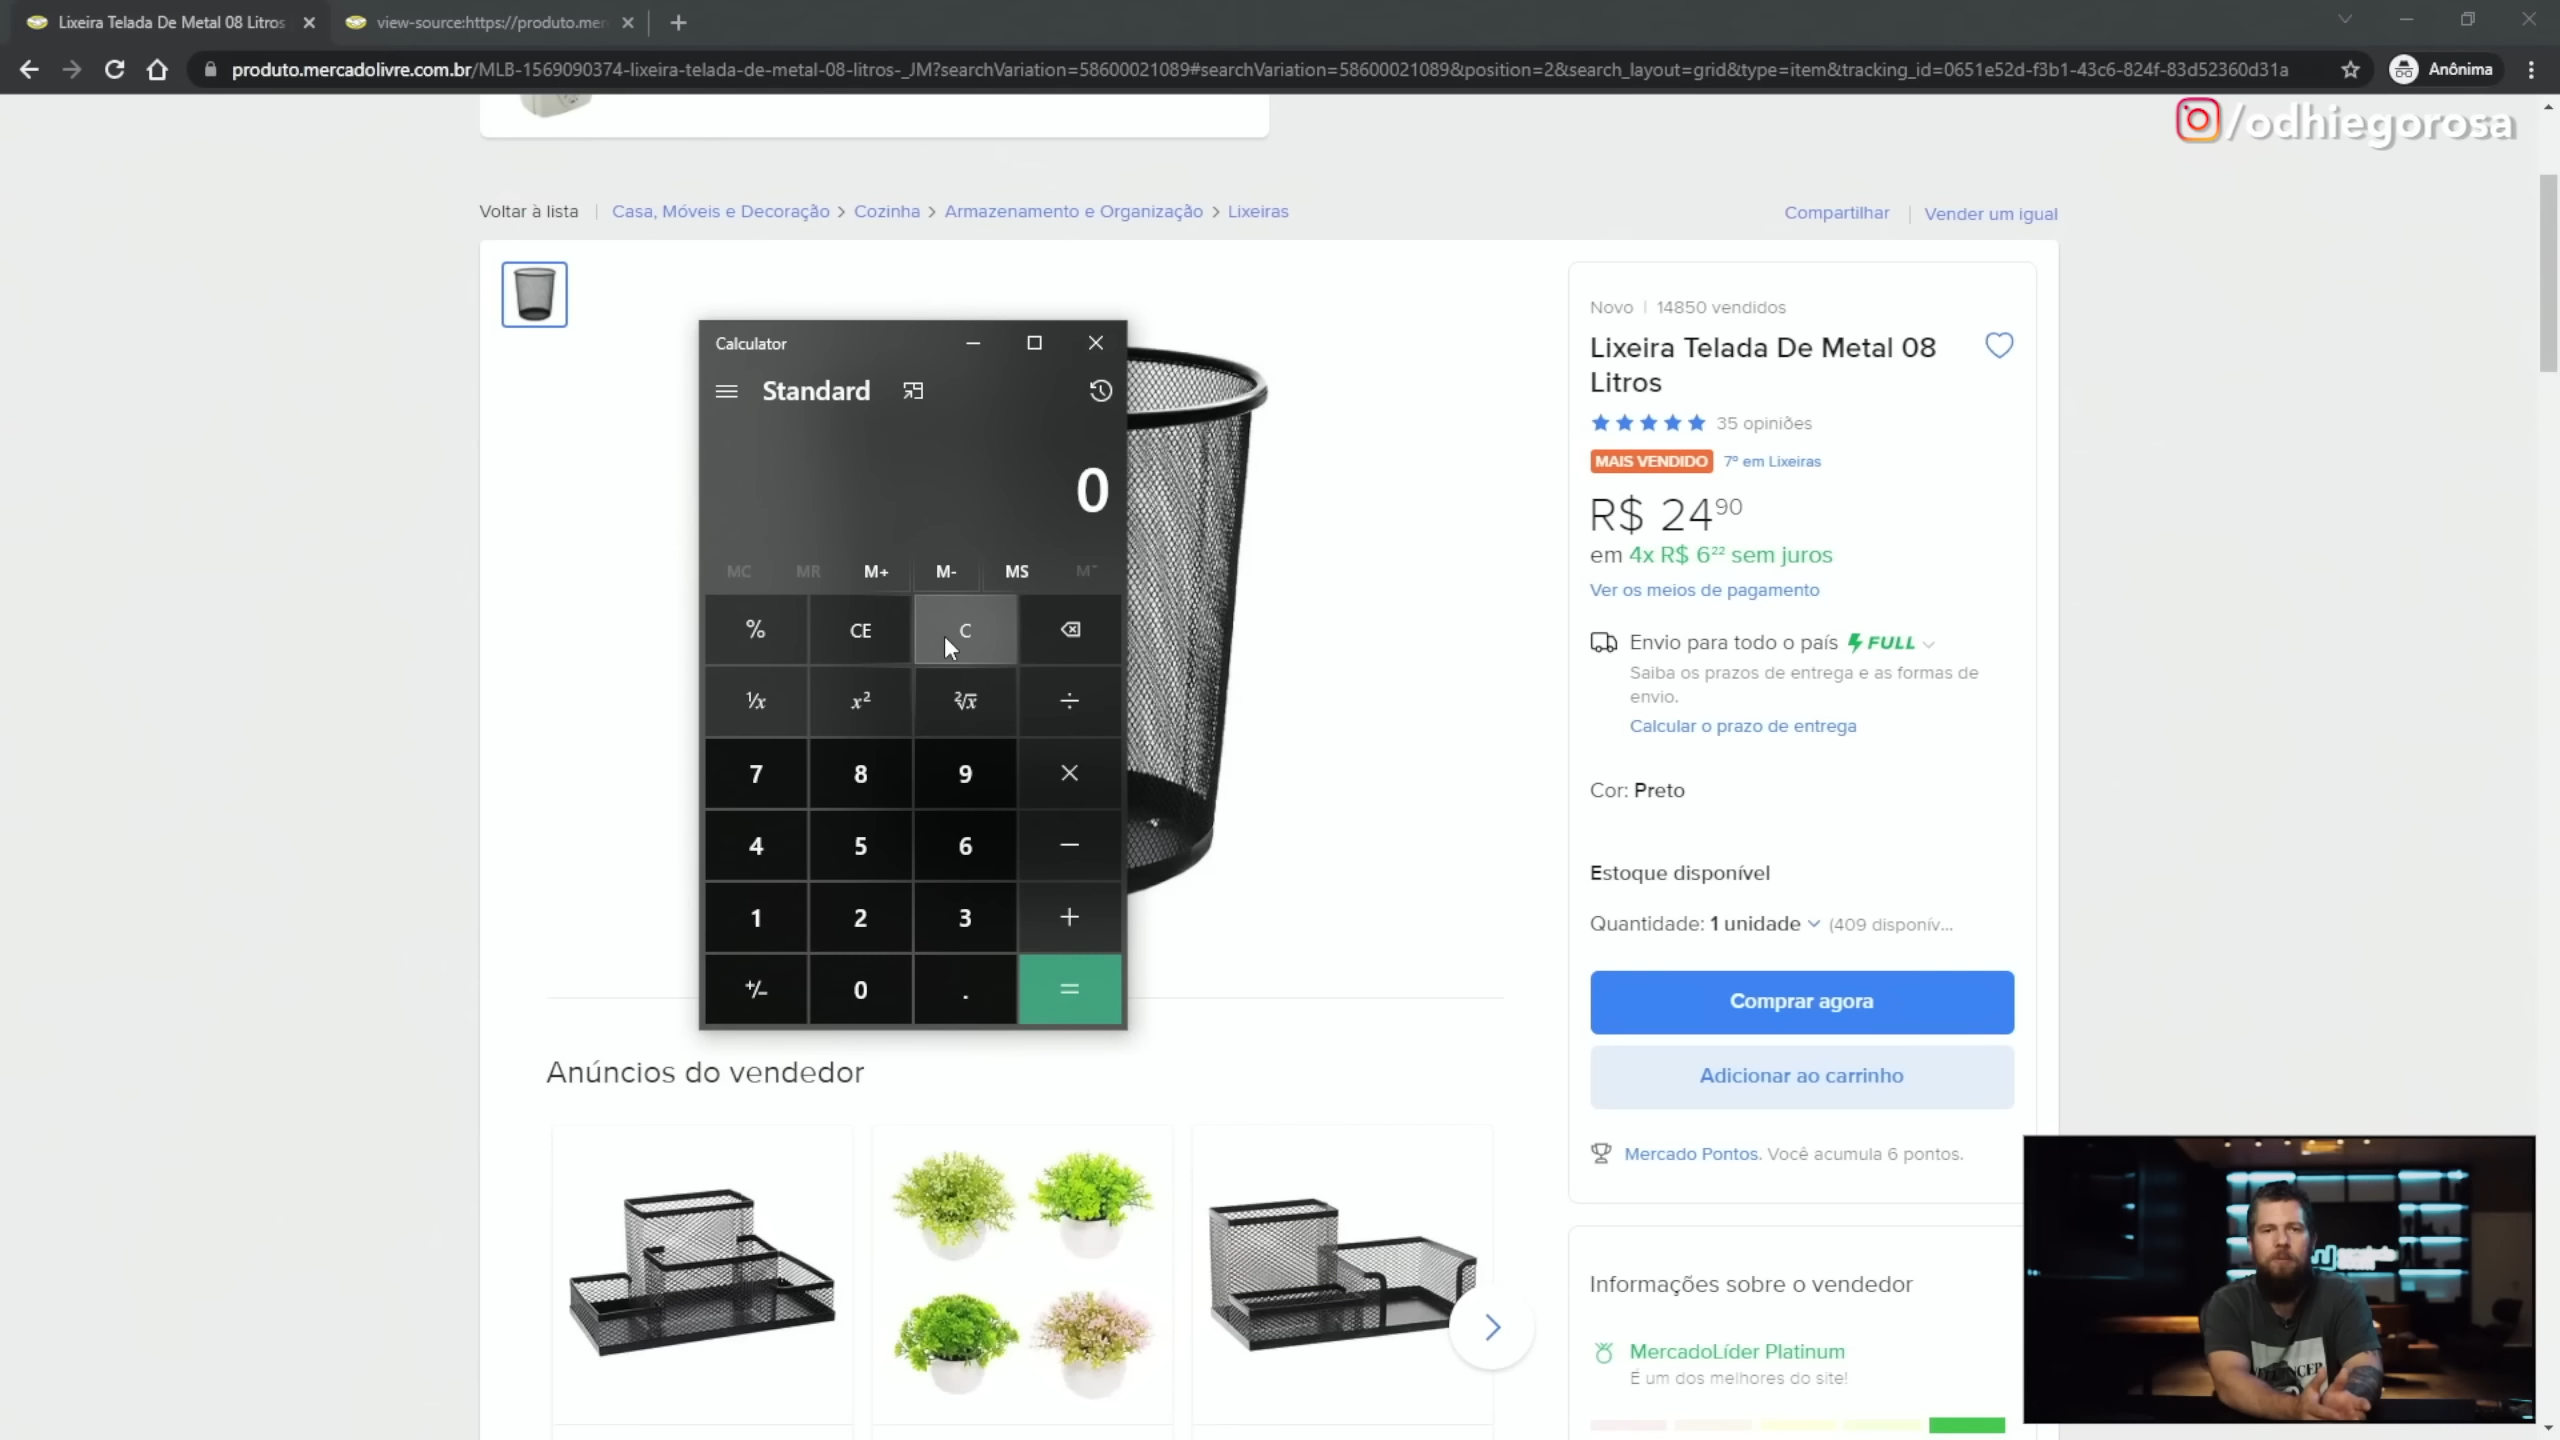 Lixeira Telada De Metal 08 Litros
view-source:https://produto.mer
produto.mercadolivre.com.br/MLB-1569090374-lixeira-telada-de-metal-08-litros-_JM?searchVariation=58600021089#searchVariation=58600021089&position=2&search_layout=grid&type=item&tracking_id=0651e52d-f3b1-43c6-824f-83d52360d31a
Anônima
/odhiegorosa
Voltar à lista | Casa, Móveis e Decoração > Cozinha > Armazenamento e Organização > Lixeiras
Compartilhar | Vender um igual
Calculator
Standard
0
MC MR M+ M- MS M˅
% CE C
⅟x x² ²√x ÷
7 8 9 ×
4 5 6 −
1 2 3 +
+/− 0 . =
Novo | 14850 vendidos
Lixeira Telada De Metal 08
Litros
35 opiniões
MAIS VENDIDO 7º em Lixeiras
R$ 24⁹⁰
em 4x R$ 6²² sem juros
Ver os meios de pagamento
Envio para todo o país FULL
Saiba os prazos de entrega e as formas de
envio.
Calcular o prazo de entrega
Cor: Preto
Estoque disponível
Quantidade: 1 unidade (409 disponív...
Comprar agora
Adicionar ao carrinho
Mercado Pontos. Você acumula 6 pontos.
Anúncios do vendedor
Informações sobre o vendedor
MercadoLíder Platinum
É um dos melhores do site!